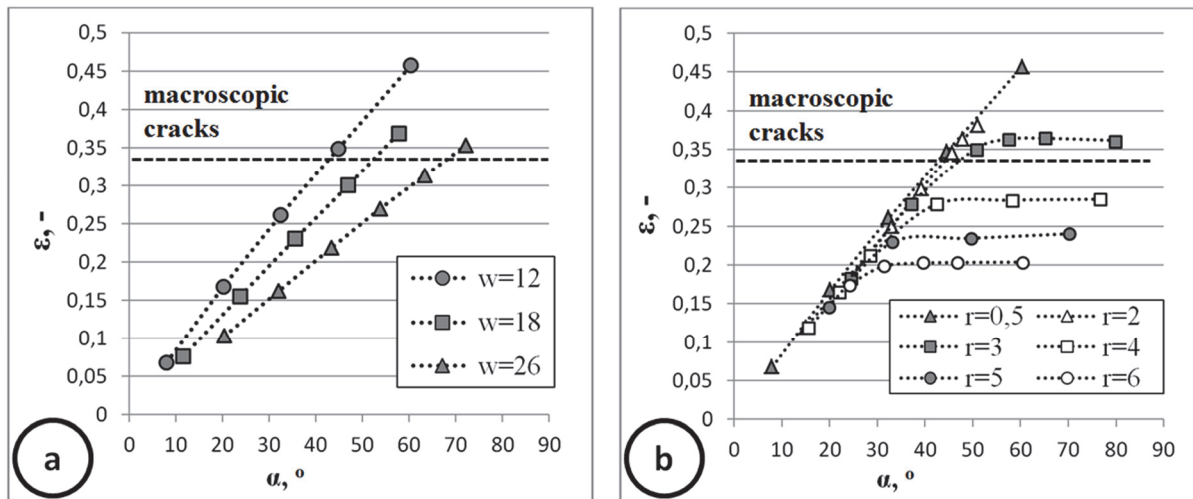 0,5
0,45
0,4
0,35
0,3
0,25
0,2
0,15
0,1
0,05
0
ε, -
macroscopic
cracks
w=12
w=18
w=26
0 10 20 30 40 50 60 70 80 90
α, °
a
0,5
0,45
0,4
0,35
0,3
0,25
0,2
0,15
0,1
0,05
0
ε, -
macroscopic
cracks
r=0,5 r=2
r=3 r=4
r=5 r=6
0 10 20 30 40 50 60 70 80 90
α, °
b